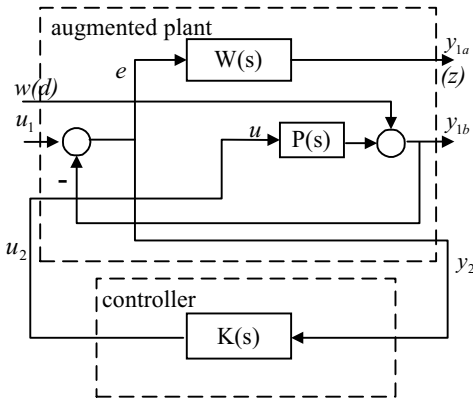 augmented plant
y1a
e
W(s)
(z)
w(d)
u1
u
P(s)
y1b
-
u2
y2
controller
K(s)